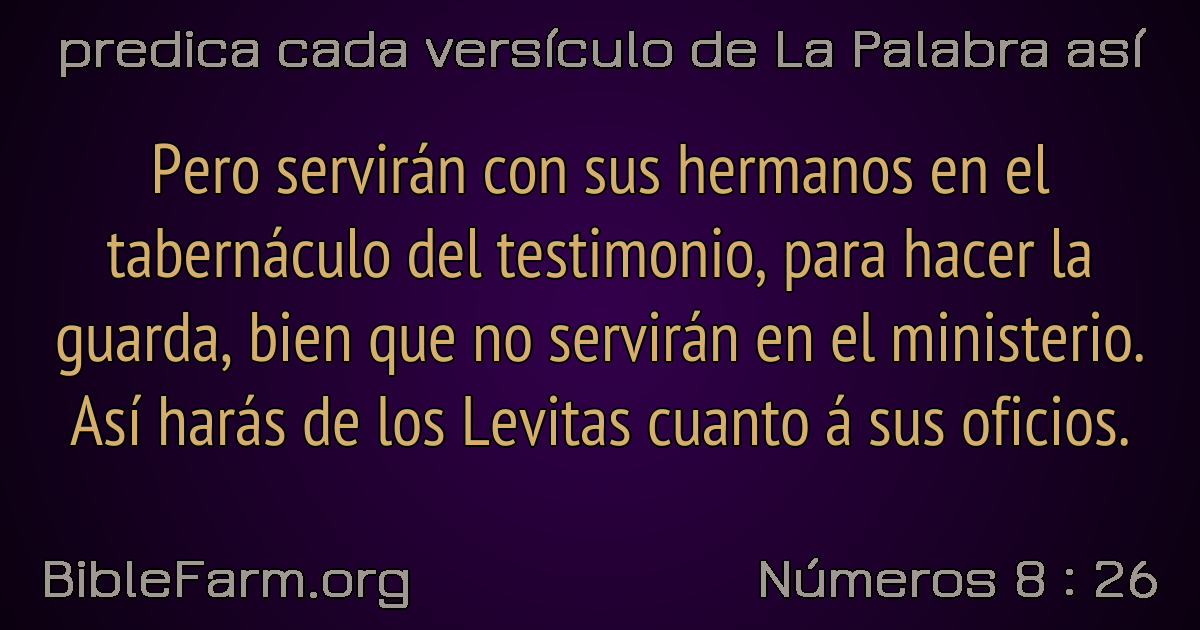 predica cada versículo de La Palabra así
Pero servirán con sus hermanos en el
tabernáculo del testimonio, para hacer la
guarda, bien que no servirán en el ministerio.
Así harás de los Levitas cuanto á sus oficios.
BibleFarm.org
Números 8 : 26